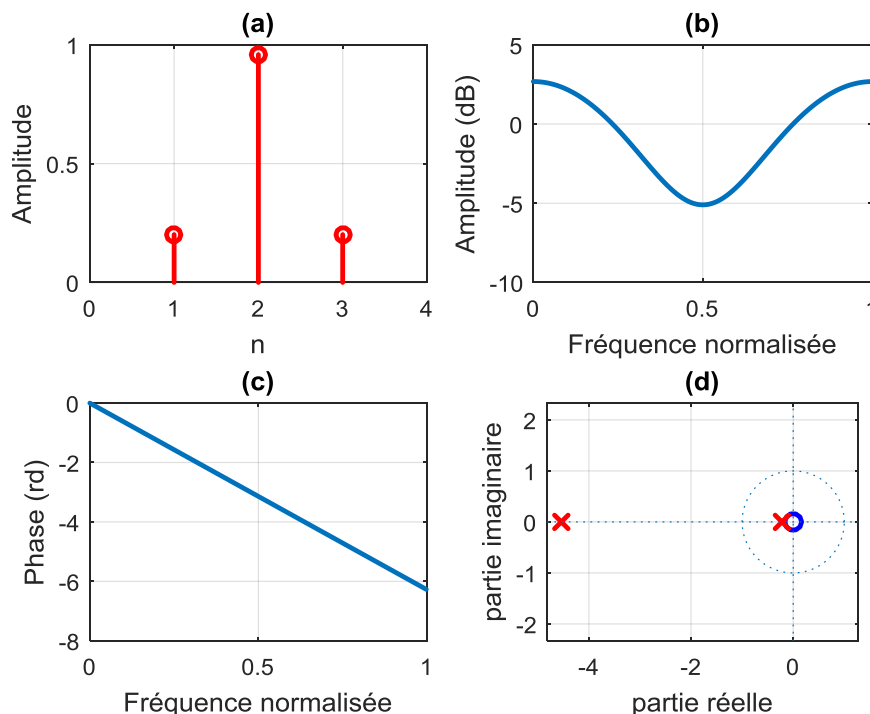 (a)
1
0.5
0
Amplitude
0 1 2 3 4
n
(b)
5
0
-5
-10
Amplitude (dB)
0 0.5 1
Fréquence normalisée
(c)
0
-2
-4
-6
-8
Phase (rd)
0 0.5 1
Fréquence normalisée
(d)
2
1
0
-1
-2
partie imaginaire
-4 -2 0
partie réelle